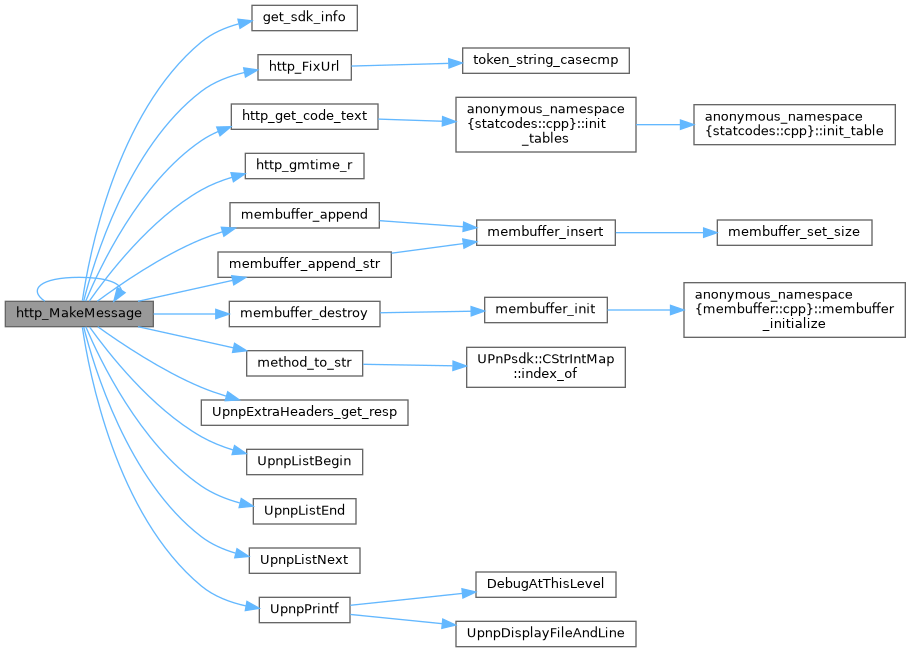 get_sdk_info
http_FixUrl
token_string_casecmp
http_get_code_text
anonymous_namespace
{statcodes::cpp}::init
_tables
anonymous_namespace
{statcodes::cpp}::init_table
http_gmtime_r
membuffer_append
membuffer_insert
membuffer_set_size
membuffer_append_str
http_MakeMessage
membuffer_destroy
membuffer_init
anonymous_namespace
{membuffer::cpp}::membuffer
_initialize
method_to_str
UPnPsdk::CStrIntMap
::index_of
UpnpExtraHeaders_get_resp
UpnpListBegin
UpnpListEnd
UpnpListNext
UpnpPrintf
DebugAtThisLevel
UpnpDisplayFileAndLine